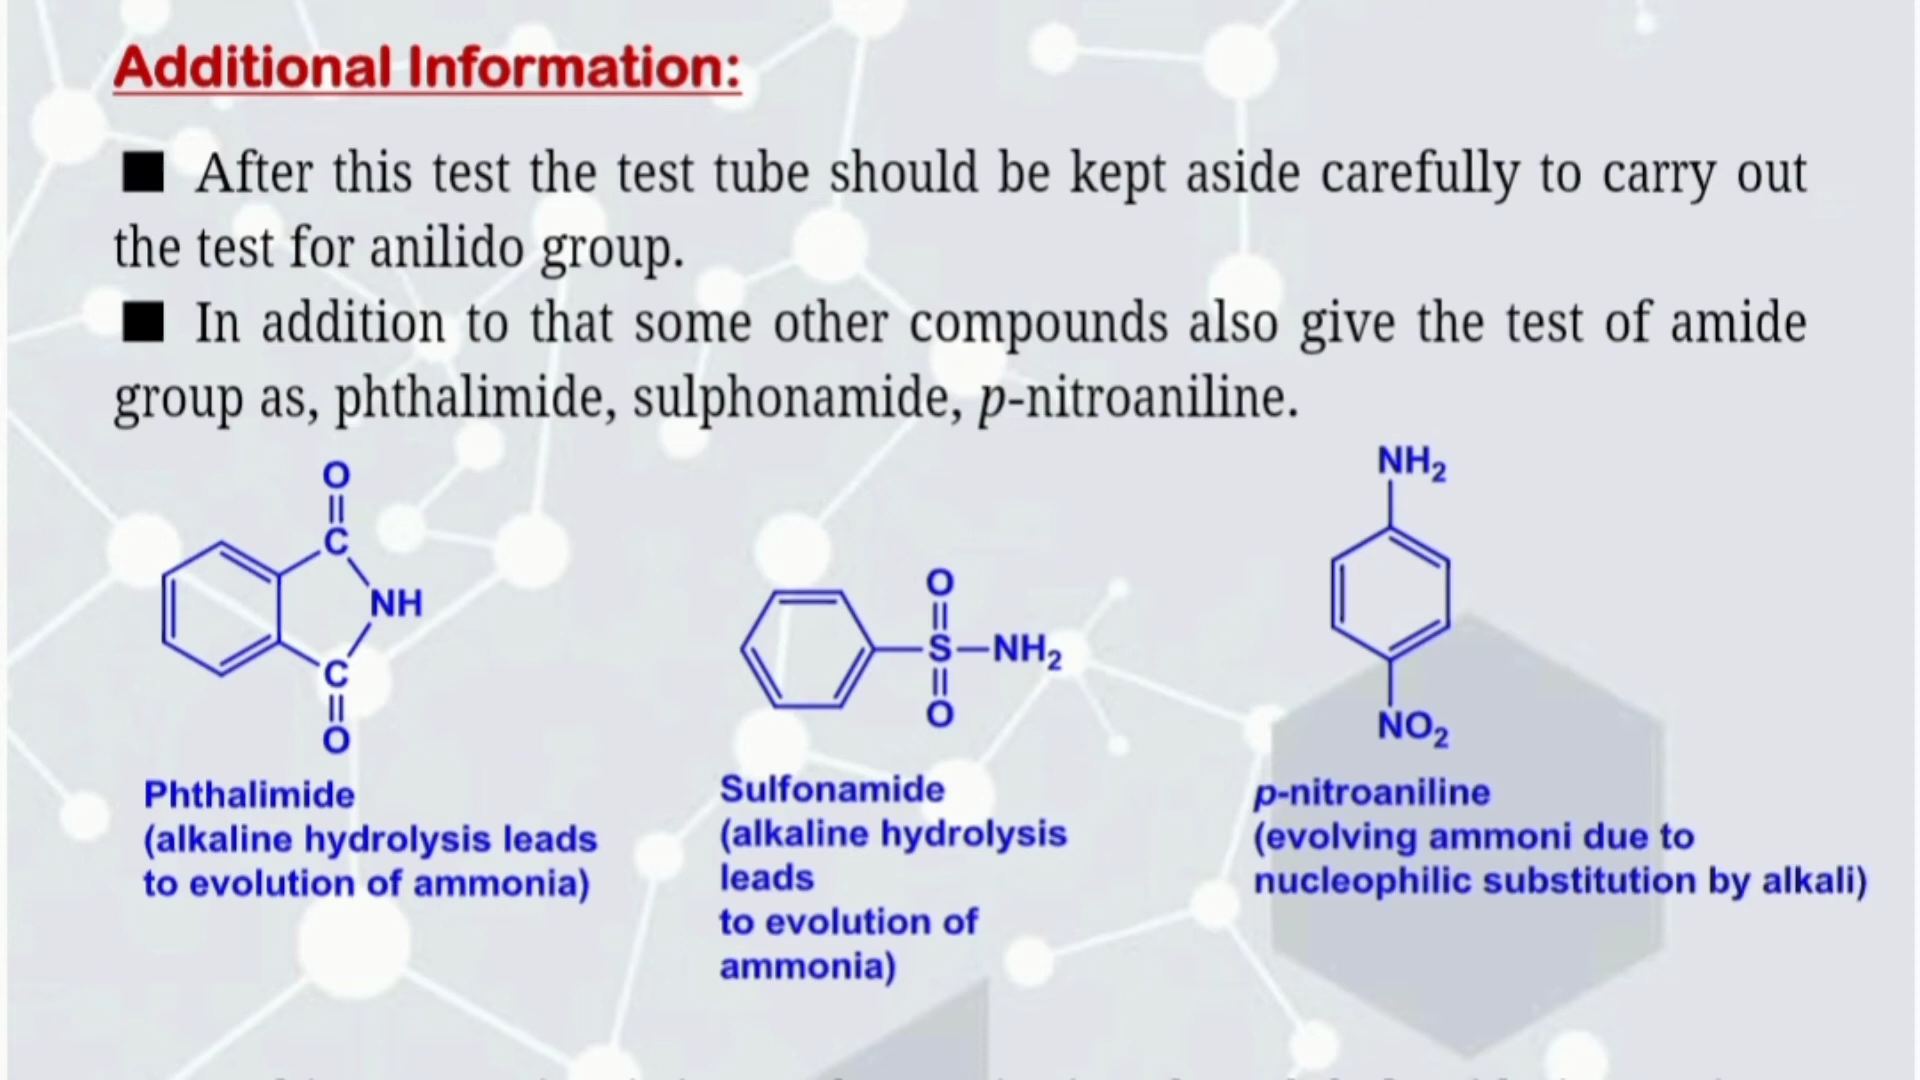 Additional Information:
■ After this test the test tube should be kept aside carefully to carry out
the test for anilido group.
■ In addition to that some other compounds also give the test of amide
group as, phthalimide, sulphonamide, p-nitroaniline.
O
C
NH
C
O
O
S—NH₂
O
NH₂
NO₂
Phthalimide
(alkaline hydrolysis leads
to evolution of ammonia)
Sulfonamide
(alkaline hydrolysis
leads
to evolution of
ammonia)
p-nitroaniline
(evolving ammoni due to
nucleophilic substitution by alkali)